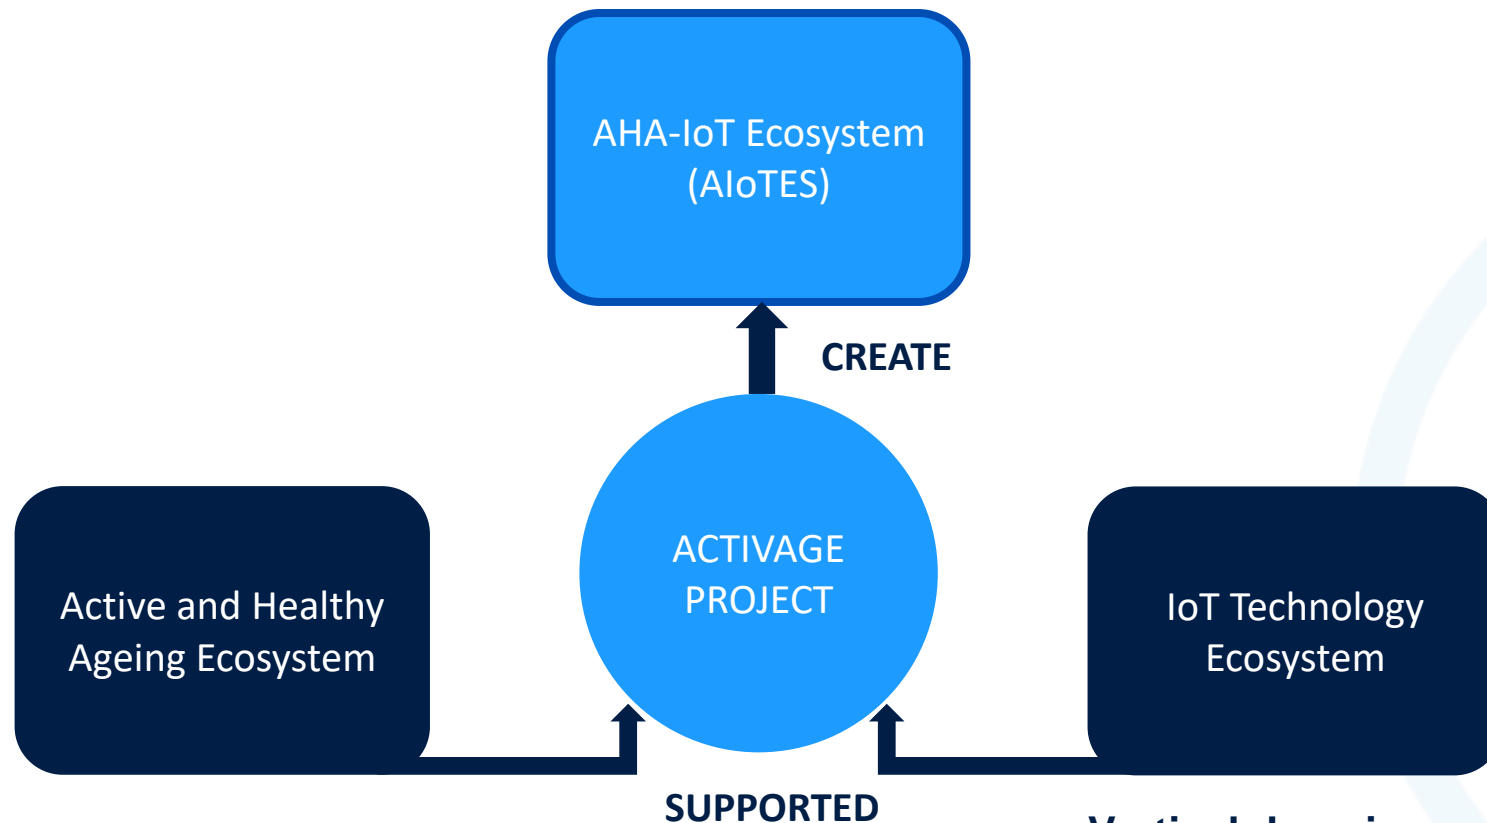 AHA-IoT Ecosystem
(AIoTES)
CREATE
ACTIVAGE
PROJECT
Active and Healthy
Ageing Ecosystem
IoT Technology
Ecosystem
SUPPORTED